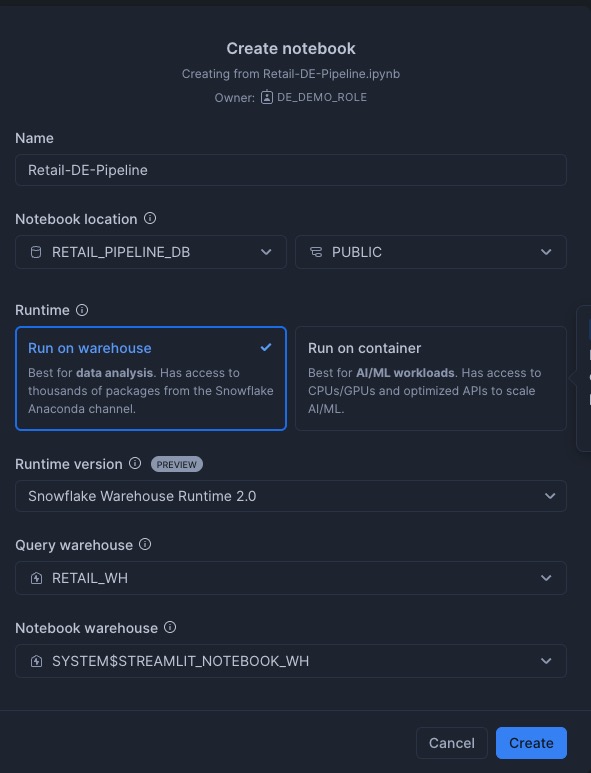 Create notebook
Creating from Retail-DE-Pipeline.ipynb
Owner: DE_DEMO_ROLE
Name
Retail-DE-Pipeline
Notebook location
RETAIL_PIPELINE_DB
PUBLIC
Runtime
Run on warehouse
Best for data analysis. Has access to
thousands of packages from the Snowflake
Anaconda channel.
Run on container
Best for AI/ML workloads. Has access to
CPUs/GPUs and optimized APIs to scale
AI/ML.
Runtime version PREVIEW
Snowflake Warehouse Runtime 2.0
Query warehouse
RETAIL_WH
Notebook warehouse
SYSTEM$STREAMLIT_NOTEBOOK_WH
Cancel
Create